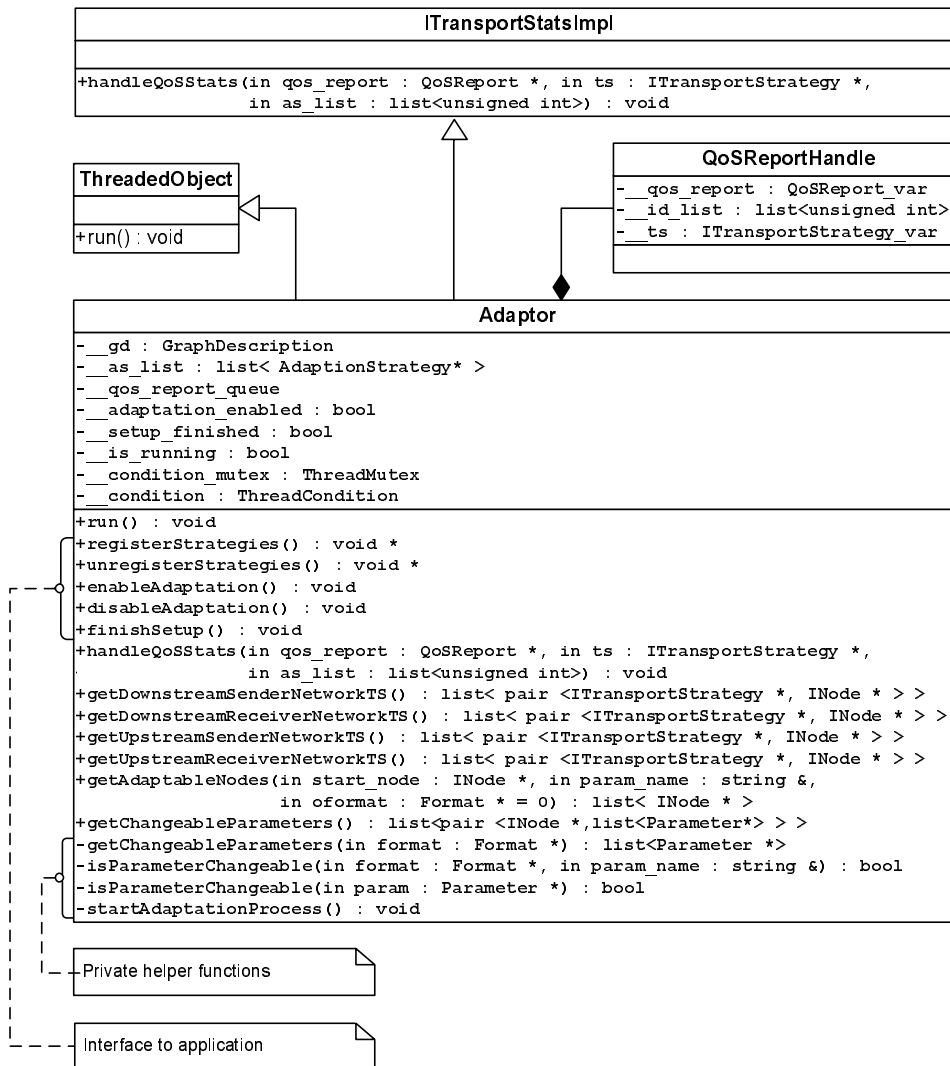 ITransportStatsImpl
+handleQoSStats(in qos_report : QoSReport *, in ts : ITransportStrategy *,
in as_list : list<unsigned int>) : void
ThreadedObject
+run() : void
QoSReportHandle
-__qos_report : QoSReport_var
-__id_list : list<unsigned int>
-__ts : ITransportStrategy_var
Adaptor
-__gd : GraphDescription
-__as_list : list< AdaptionStrategy* >
-__qos_report_queue
-__adaptation_enabled : bool
-__setup_finished : bool
-__is_running : bool
-__condition_mutex : ThreadMutex
-__condition : ThreadCondition
+run() : void
+registerStrategies() : void *
+unregisterStrategies() : void *
+enableAdaptation() : void
+disableAdaptation() : void
+finishSetup() : void
+handleQoSStats(in qos_report : QoSReport *, in ts : ITransportStrategy *,
in as_list : list<unsigned int>) : void
+getDownstreamSenderNetworkTS() : list< pair <ITransportStrategy *, INode * > >
+getDownstreamReceiverNetworkTS() : list< pair <ITransportStrategy *, INode * > >
+getUpstreamSenderNetworkTS() : list< pair <ITransportStrategy *, INode * > >
+getUpstreamReceiverNetworkTS() : list< pair <ITransportStrategy *, INode * > >
+getAdaptableNodes(in start_node : INode *, in param_name : string &,
in oformat : Format * = 0) : list< INode * >
+getChangeableParameters() : list<pair <INode *,list<Parameter*> > >
-getChangeableParameters(in format : Format *) : list<Parameter *>
-isParameterChangeable(in format : Format *, in param_name : string &) : bool
-isParameterChangeable(in param : Parameter *) : bool
-startAdaptationProcess() : void
Private helper functions
Interface to application